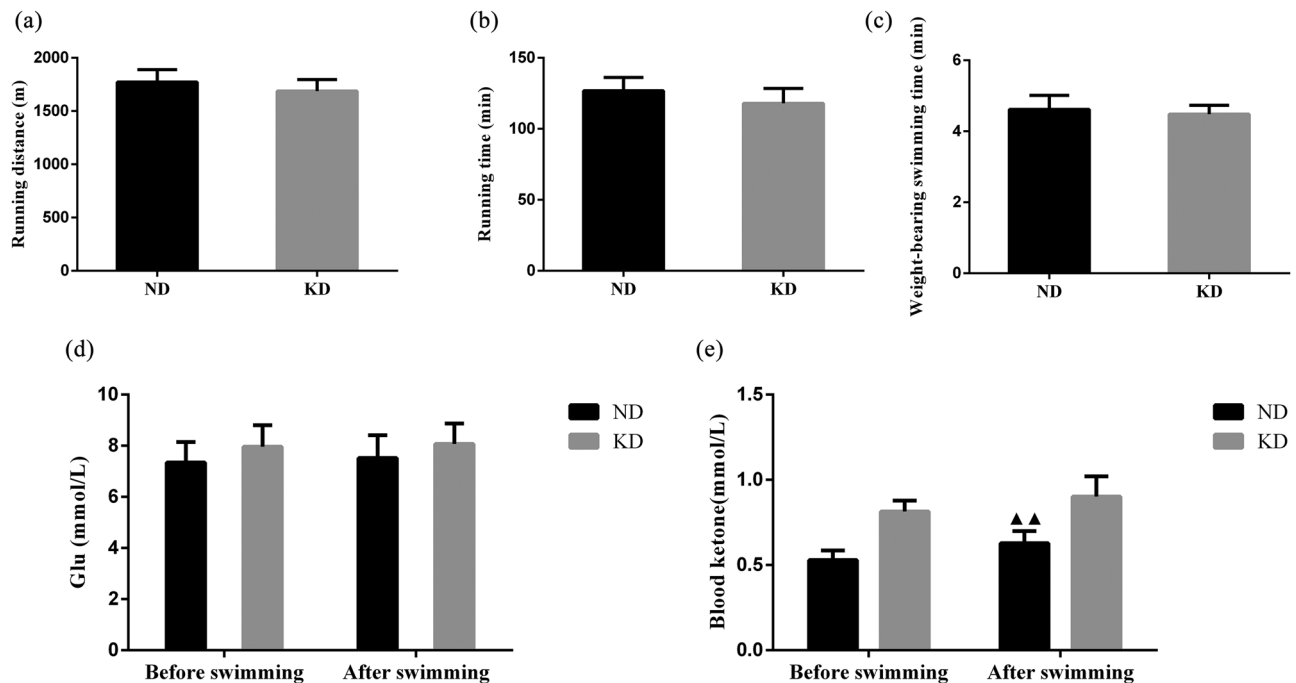 (a)
Running distance (m)
2000
1500
1000
500
0
ND
KD
(b)
Running time (min)
150
100
50
0
ND
KD
(c)
Weight-bearing swimming time (min)
6
4
2
0
ND
KD
(d)
Glu (mmol/L)
10
8
6
4
2
0
Before swimming
After swimming
ND
KD
(e)
Blood ketone(mmol/L)
1.5
1.0
0.5
0.0
▲▲
Before swimming
After swimming
ND
KD